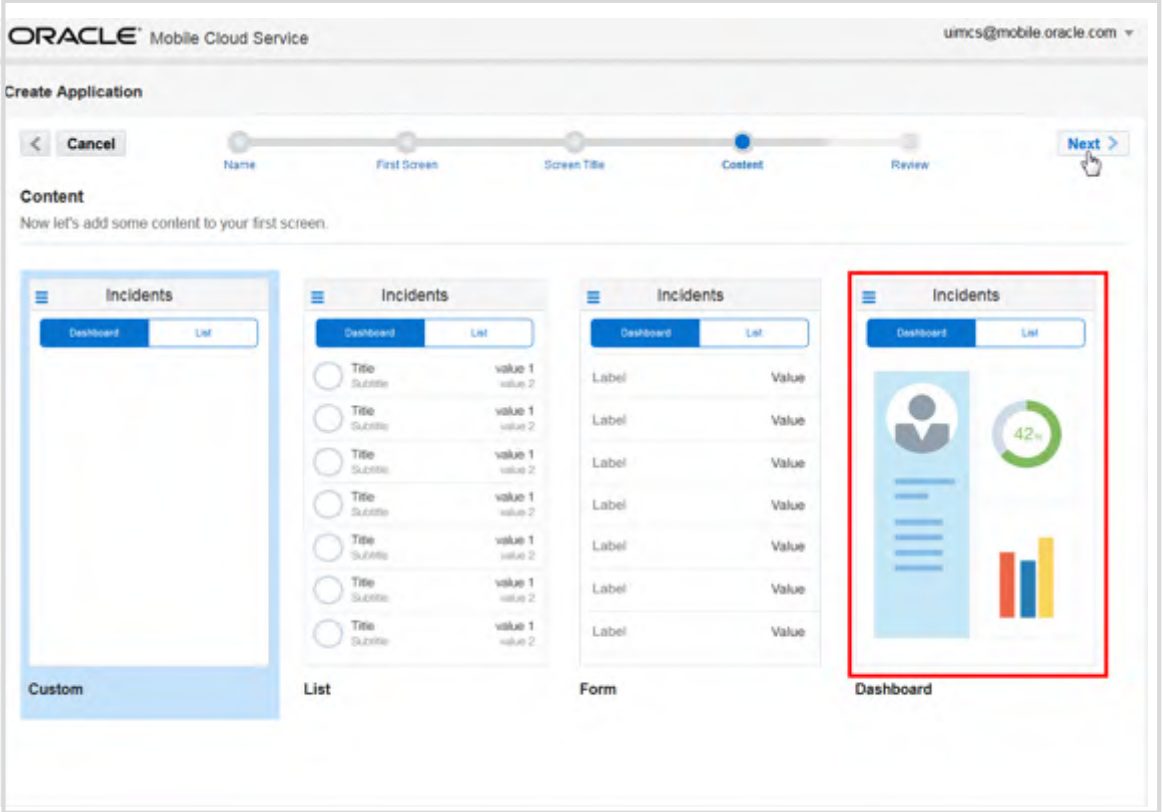 ORACLE Mobile Cloud Service
uimcs@mobile.oracle.com
Create Application
Cancel
Next
Name First Screen Screen Title Content Review
Content
Now let's add some content to your first screen.
Incidents Incidents Incidents Incidents
Dashboard List Dashboard List Dashboard List Dashboard List
Title value 1
Subtitle value 2
Title value 1
Subtitle value 2
Title value 1
Subtitle value 2
Title value 1
Subtitle value 2
Title value 1
Subtitle value 2
Title value 1
Subtitle value 2
Title value 1
Subtitle value 2
Label Value
Label Value
Label Value
Label Value
Label Value
Label Value
Label Value
42%
Custom List Form Dashboard